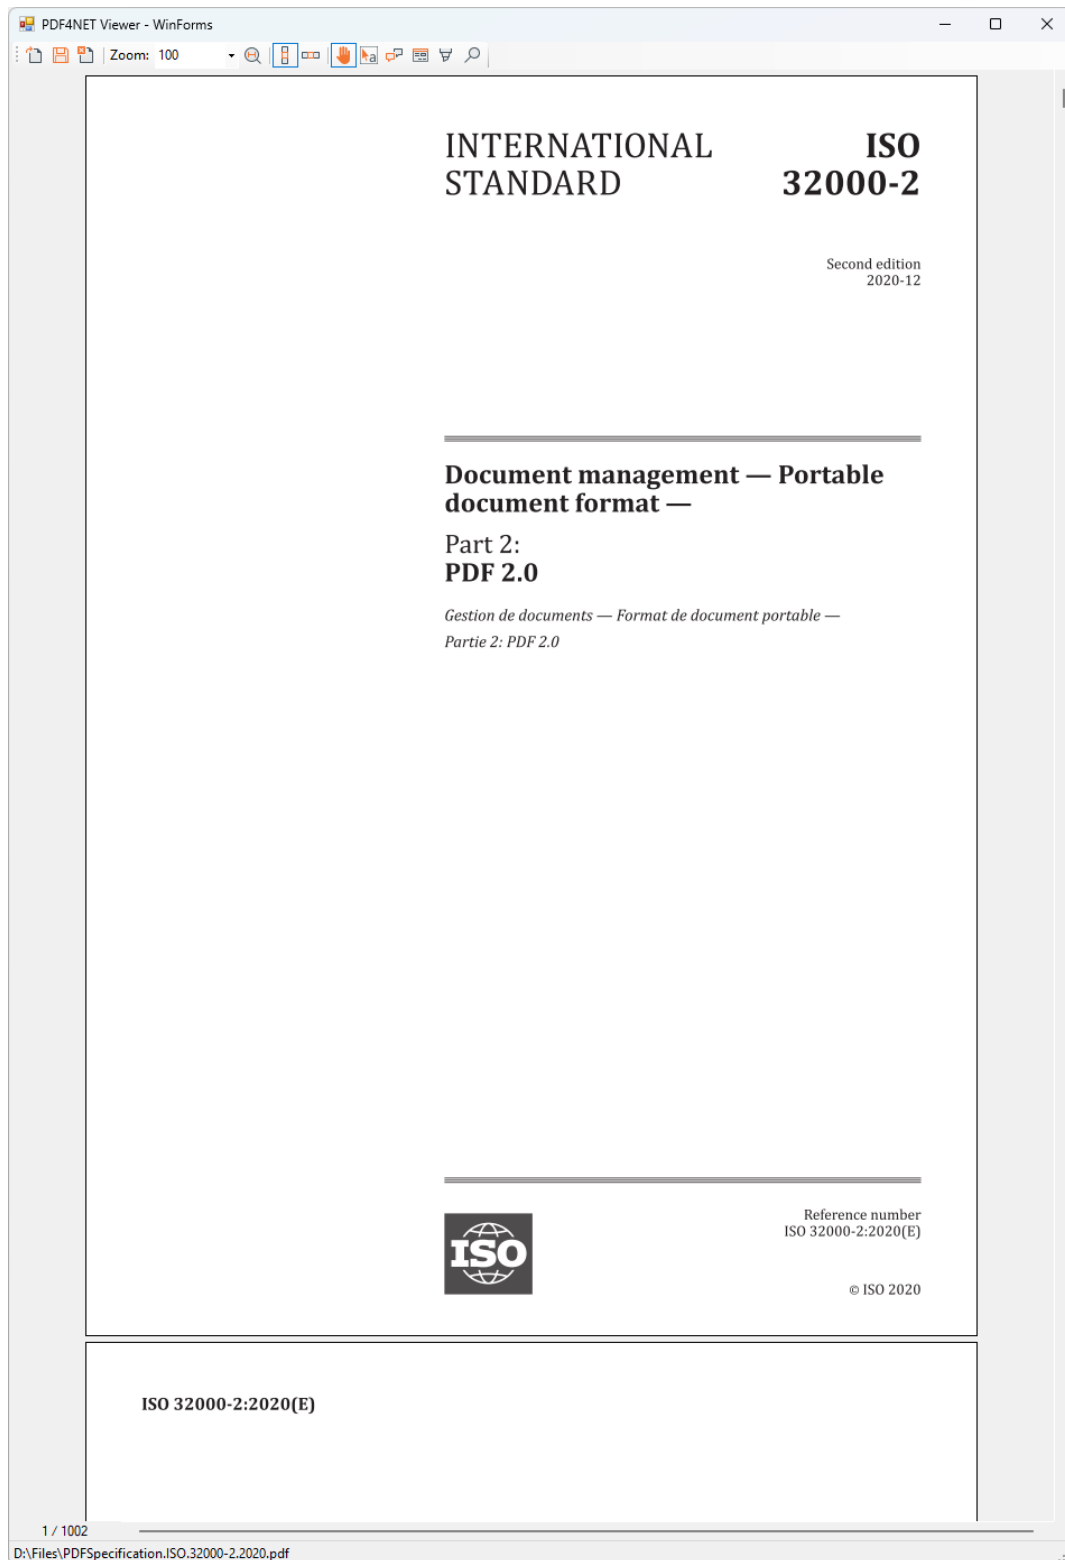 PDF4NET Viewer - WinForms
Zoom: 100
a
INTERNATIONAL STANDARD
ISO 32000-2
Second edition
2020-12
Document management — Portable
document format —
Part 2:
PDF 2.0
Gestion de documents — Format de document portable —
Partie 2: PDF 2.0
ISO
Reference number
ISO 32000-2:2020(E)
© ISO 2020
ISO 32000-2:2020(E)
1 / 1002
D:\Files\PDFSpecification.ISO.32000-2.2020.pdf